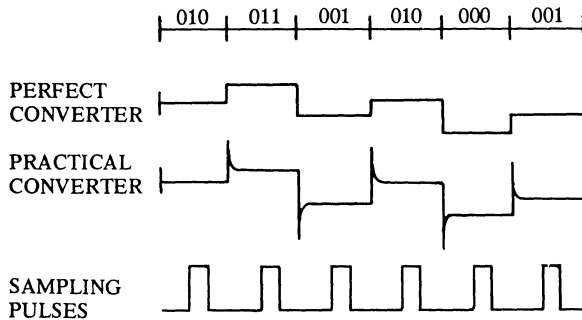 010 011 001 010 000 001
PERFECT
CONVERTER
PRACTICAL
CONVERTER
SAMPLING
PULSES